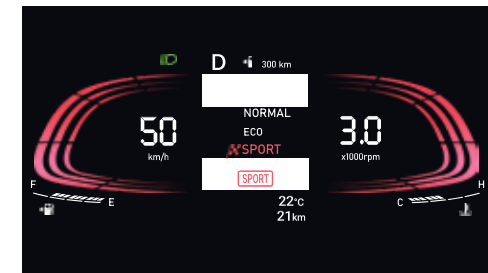 D 300 km
NORMAL
ECO
SPORT
50
km/h
3.0
x1000rpm
SPORT
F
E
C
H
22°C
21km